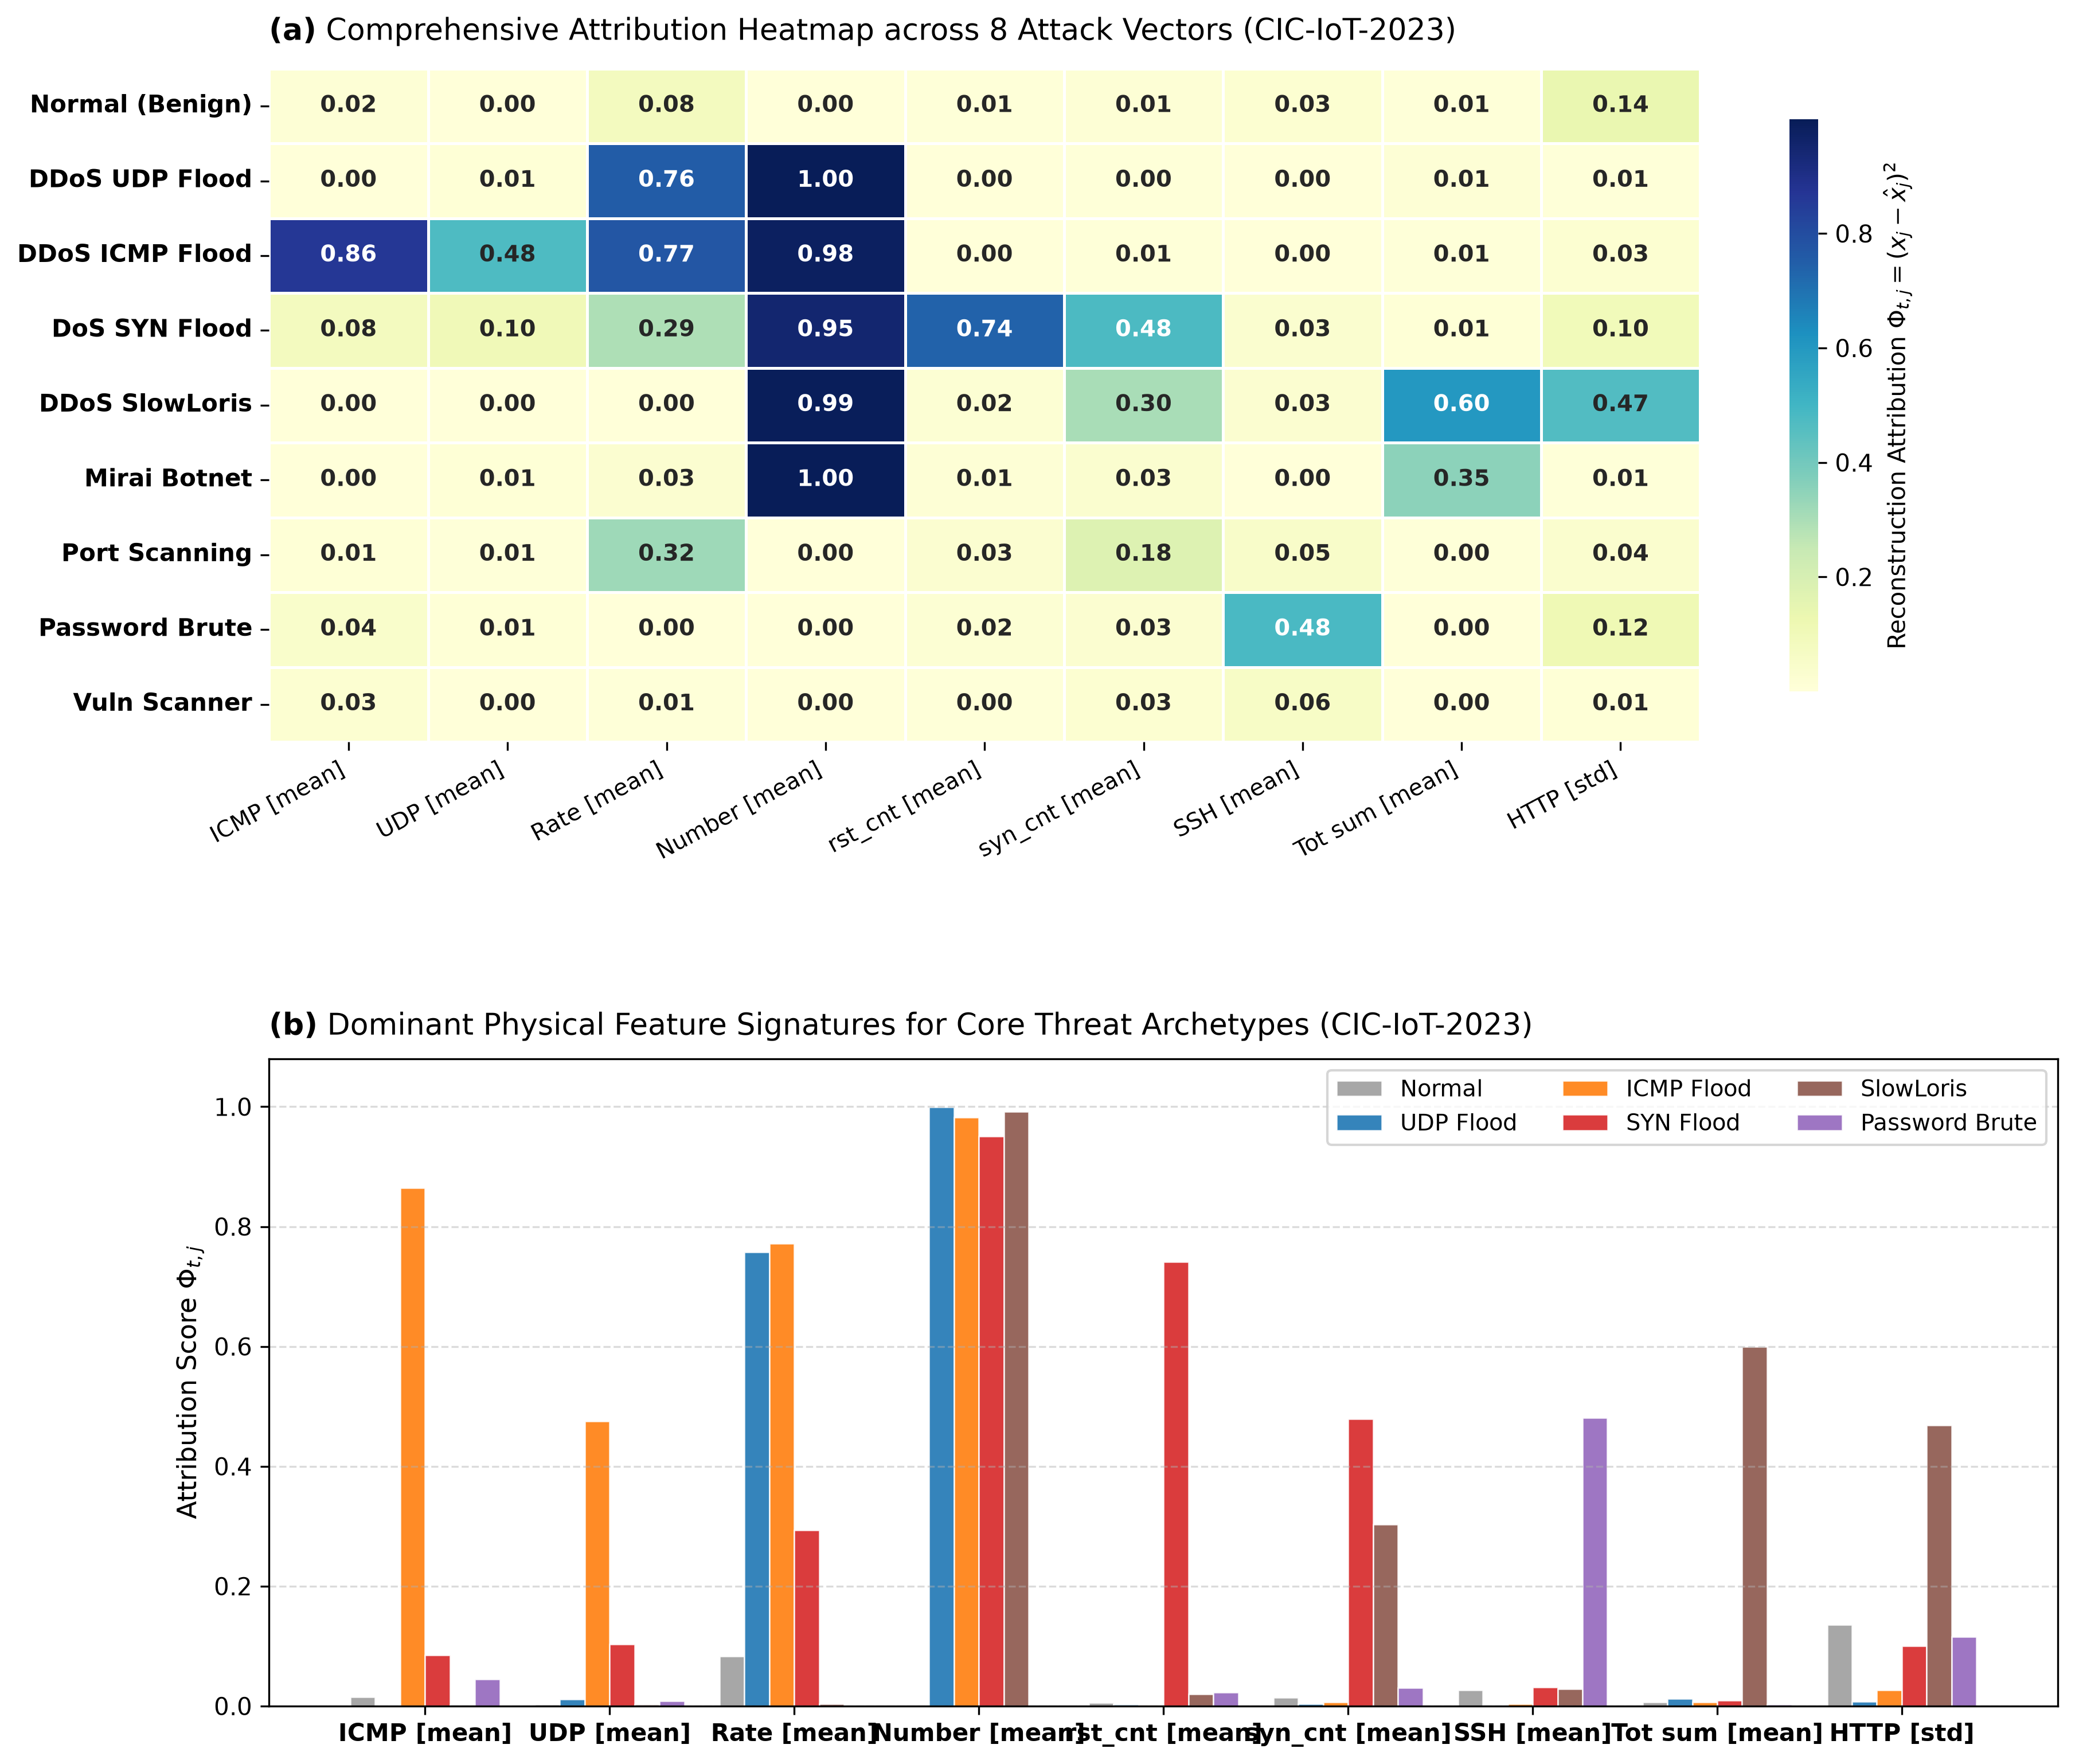 (a) Comprehensive Attribution Heatmap across 8 Attack Vectors (CIC-IoT-2023)
Normal (Benign) 0.02 0.00 0.08 0.00 0.01 0.01 0.03 0.01 0.14
DDoS UDP Flood 0.00 0.01 0.76 1.00 0.00 0.00 0.00 0.01 0.01
DDoS ICMP Flood 0.86 0.48 0.77 0.98 0.00 0.01 0.00 0.01 0.03
DoS SYN Flood 0.08 0.10 0.29 0.95 0.74 0.48 0.03 0.01 0.10
DDoS SlowLoris 0.00 0.00 0.00 0.99 0.02 0.30 0.03 0.60 0.47
Mirai Botnet 0.00 0.01 0.03 1.00 0.01 0.03 0.00 0.35 0.01
Port Scanning 0.01 0.01 0.32 0.00 0.03 0.18 0.05 0.00 0.04
Password Brute 0.04 0.01 0.00 0.00 0.02 0.03 0.48 0.00 0.12
Vuln Scanner 0.03 0.00 0.01 0.00 0.00 0.03 0.06 0.00 0.01
ICMP [mean] UDP [mean] Rate [mean] Number [mean] rst_cnt [mean] syn_cnt [mean] SSH [mean] Tot sum [mean] HTTP [std]
0.8
0.6
0.4
0.2
Reconstruction Attribution Φ_{t,j} = (x_j − x̂_j)²
(b) Dominant Physical Feature Signatures for Core Threat Archetypes (CIC-IoT-2023)
Normal ICMP Flood SlowLoris
UDP Flood SYN Flood Password Brute
1.0
0.8
0.6
0.4
0.2
0.0
Attribution Score Φ_{t,j}
ICMP [mean] UDP [mean] Rate [mean] Number [mean] rst_cnt [mean] syn_cnt [mean] SSH [mean] Tot sum [mean] HTTP [std]